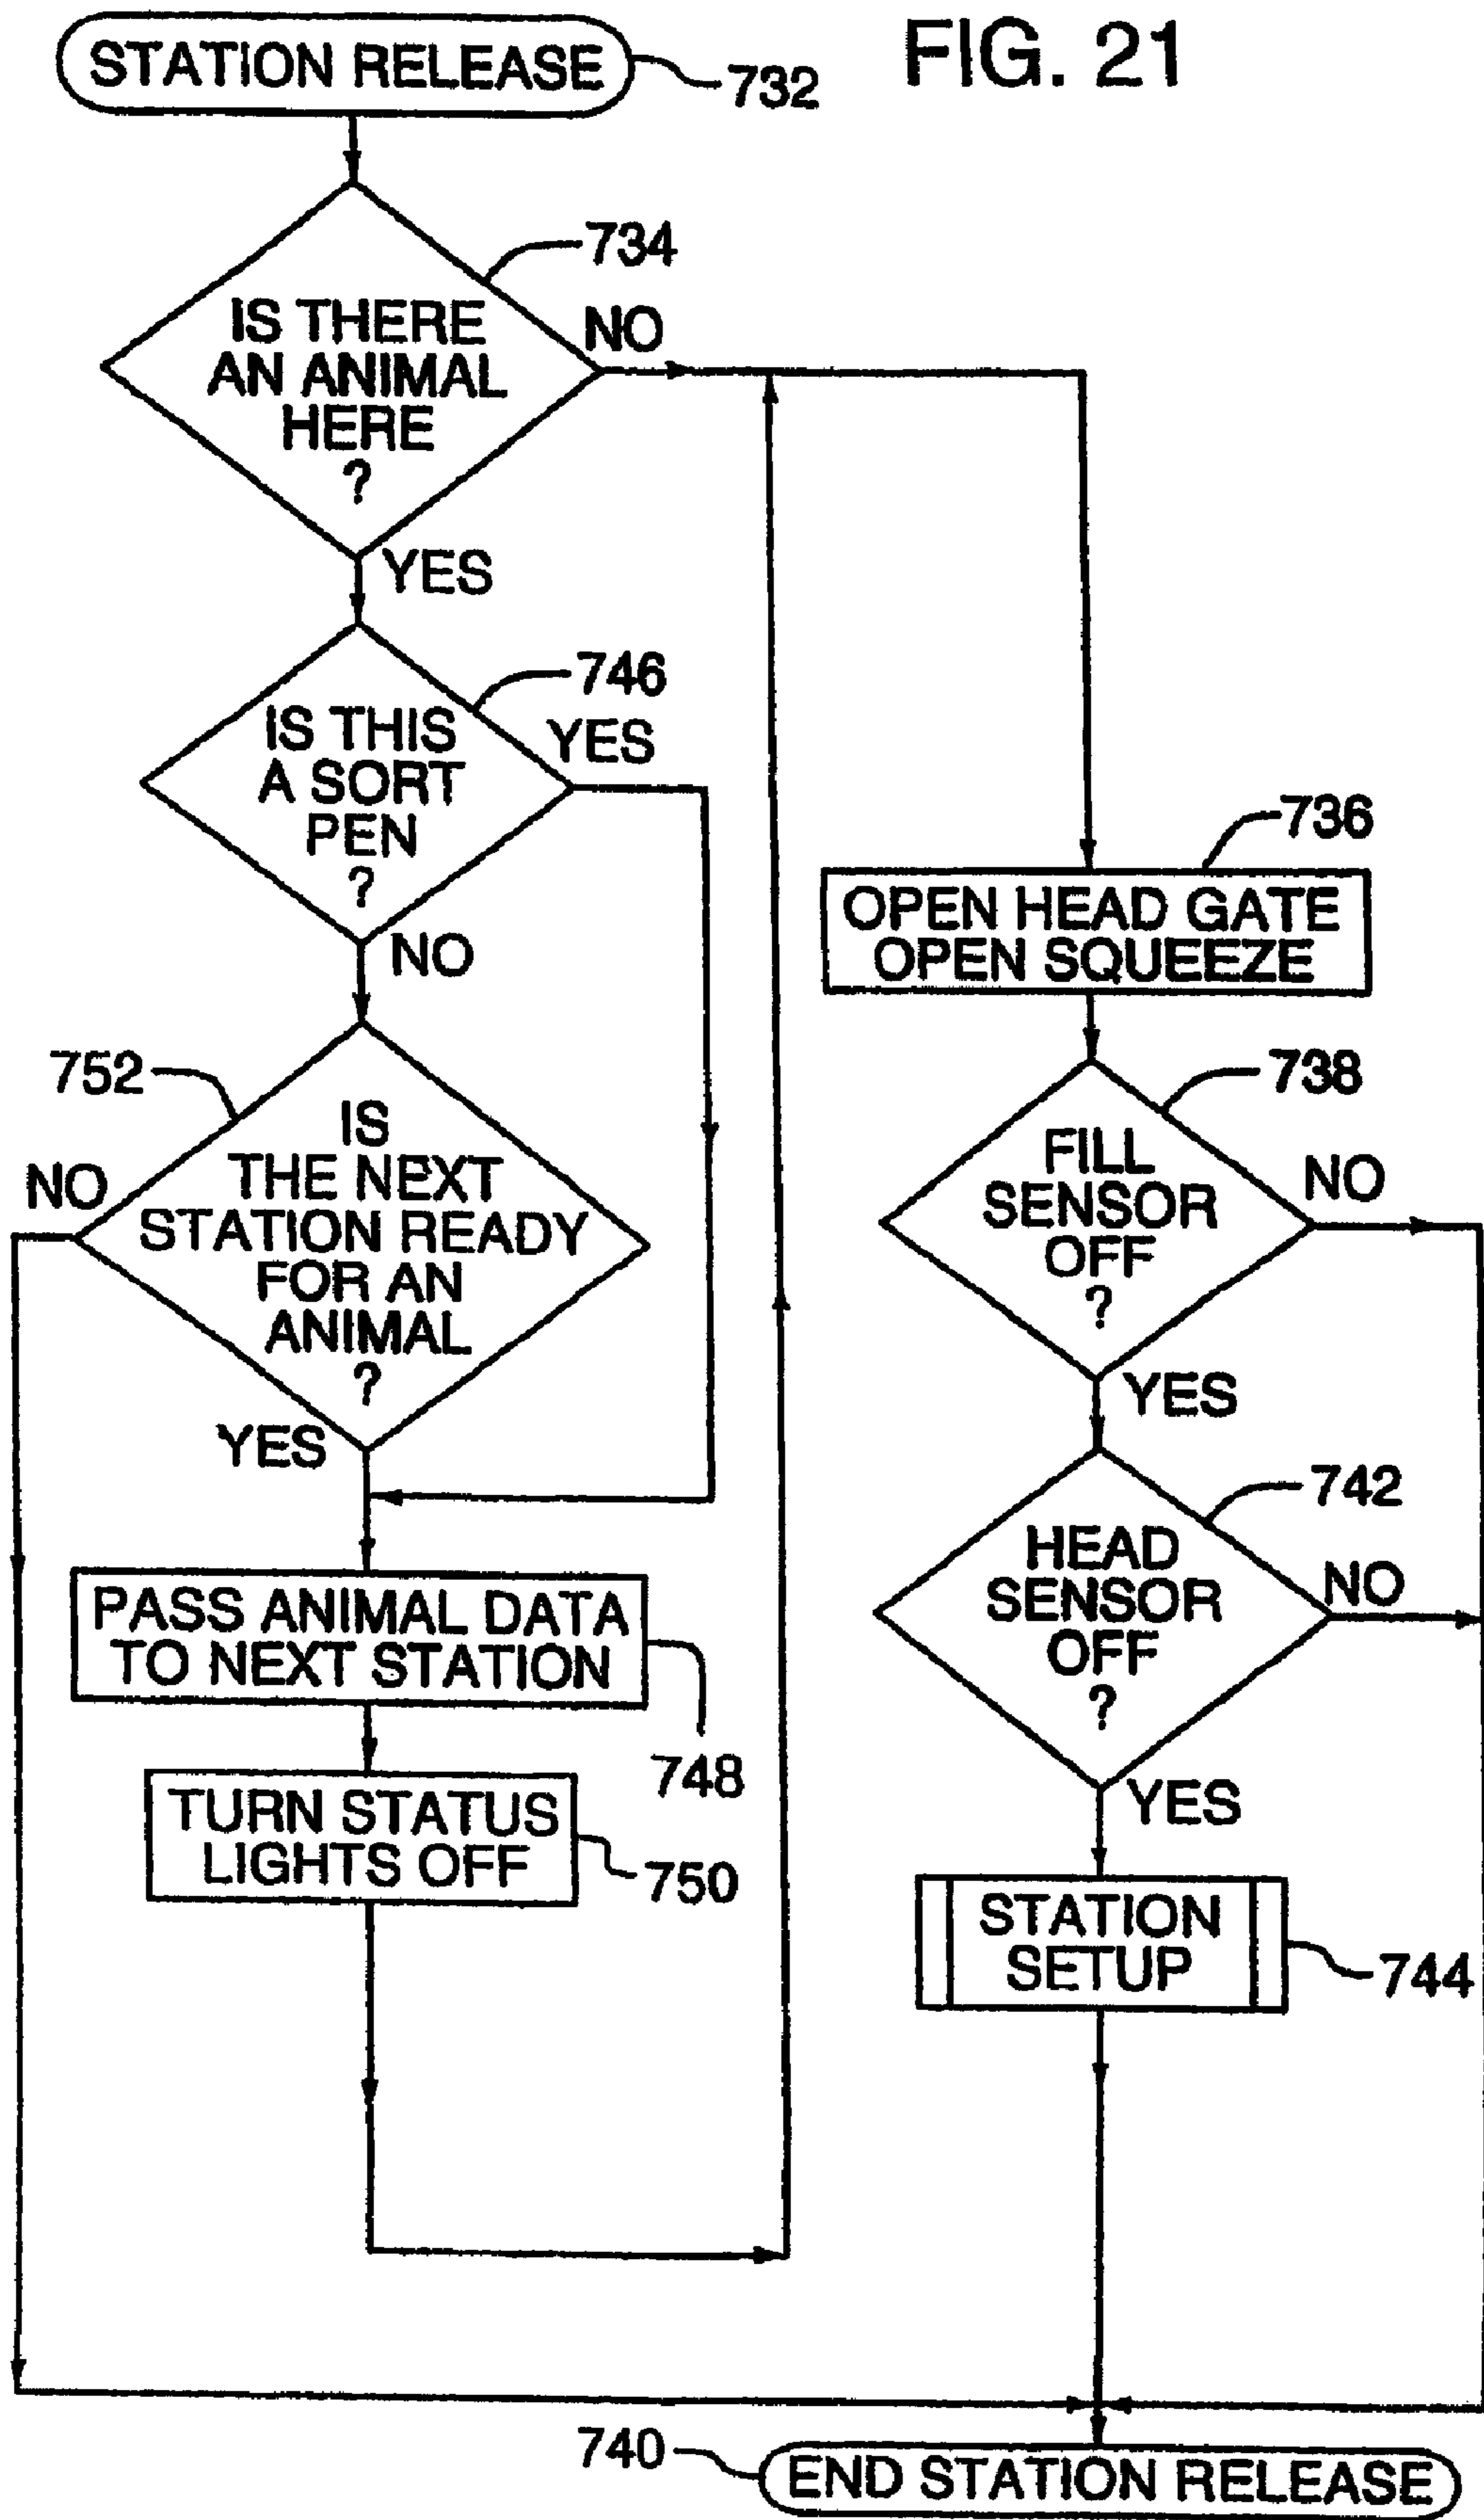 STATION RELEASE
732
FIG. 21
734
IS THERE
AN ANIMAL
HERE
?
NO
YES
746
IS THIS
A SORT
PEN
?
YES
NO
752
IS
THE NEXT
STATION READY
FOR AN
ANIMAL
?
NO
YES
PASS ANIMAL DATA
TO NEXT STATION
748
TURN STATUS
LIGHTS OFF
750
736
OPEN HEAD GATE
OPEN SQUEEZE
738
FILL
SENSOR
OFF
?
NO
YES
742
HEAD
SENSOR
OFF
?
NO
YES
STATION
SETUP
744
740
END STATION RELEASE